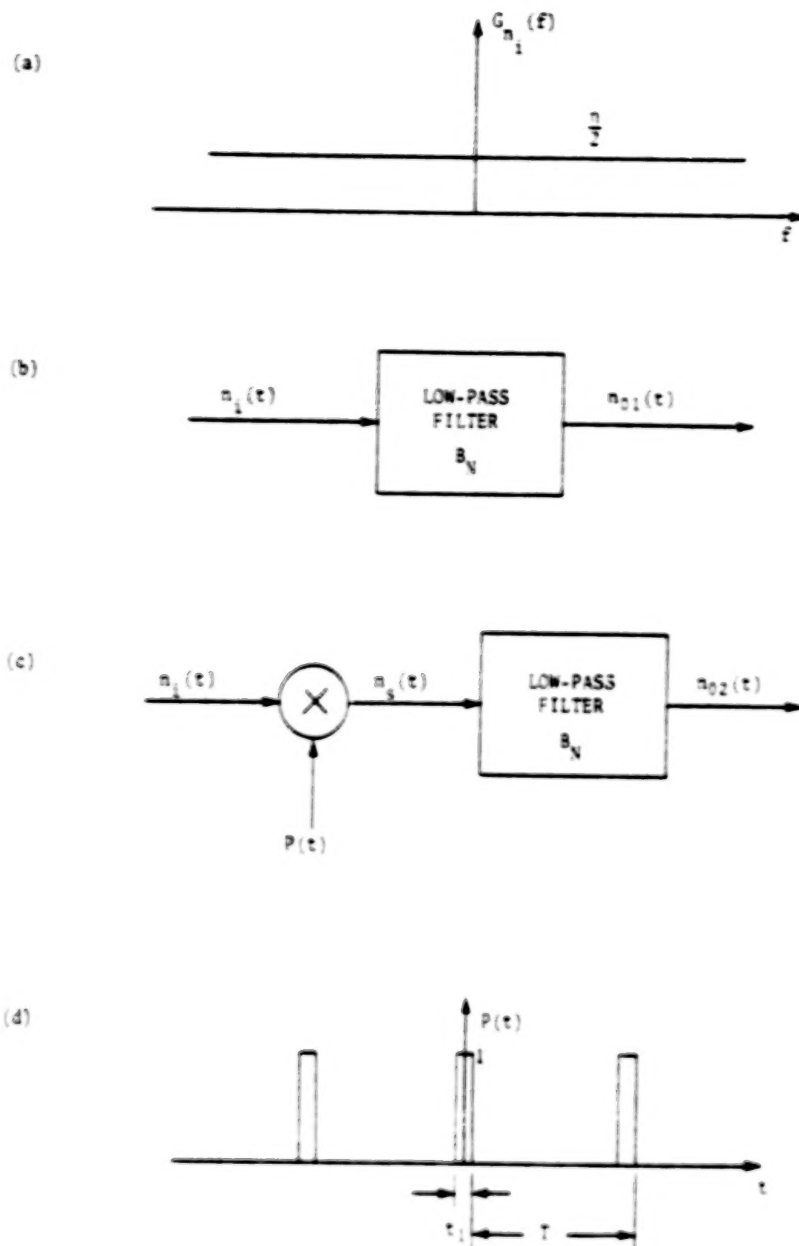 (a)
G_{n_i}(f)
η/2
f
(b)
n_i(t)
LOW-PASS
FILTER
B_N
n_{01}(t)
(c)
n_i(t)
n_s(t)
LOW-PASS
FILTER
B_N
n_{02}(t)
P(t)
(d)
P(t)
1
t
t_1
T